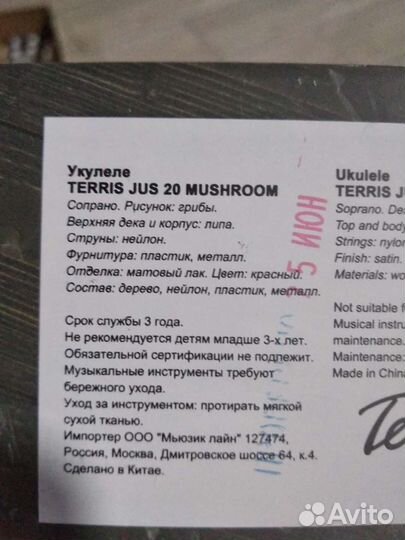 Укулеле
TERRIS JUS 20 MUSHROOM
Сопрано. Рисунок: грибы.
Верхняя дека и корпус: липа.
Струны: нейлон.
Фурнитура: пластик, металл.
Отделка: матовый лак. Цвет: красный.
Состав: дерево, нейлон, пластик, металл.
Срок службы 3 года.
Не рекомендуется детям младше 3-х лет.
Обязательной сертификации не подлежит.
Музыкальные инструменты требуют
бережного ухода.
Уход за инструментом: протирать мягкой
сухой тканью.
Импортер ООО "Мьюзик лайн" 127474,
Россия, Москва, Дмитровское шоссе 64, к.4.
Сделано в Китае.
5 ИЮН
Ukulele
TERRIS J
Soprano. De
Top and body
Strings: nylo
Finish: satin.
Materials: wo
Not suitable f
Musical instru
maintenance.
Maintenance:
Made in China
Te
Avito